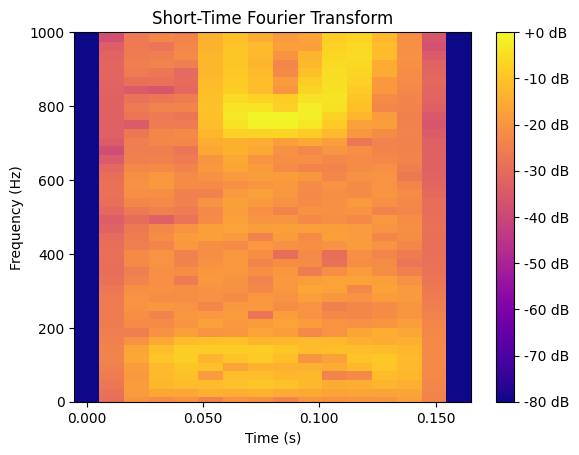 Short-Time Fourier Transform
1000
800
600
400
200
0
Frequency (Hz)
0.000
0.050
0.100
0.150
Time (s)
+0 dB
-10 dB
-20 dB
-30 dB
-40 dB
-50 dB
-60 dB
-70 dB
-80 dB